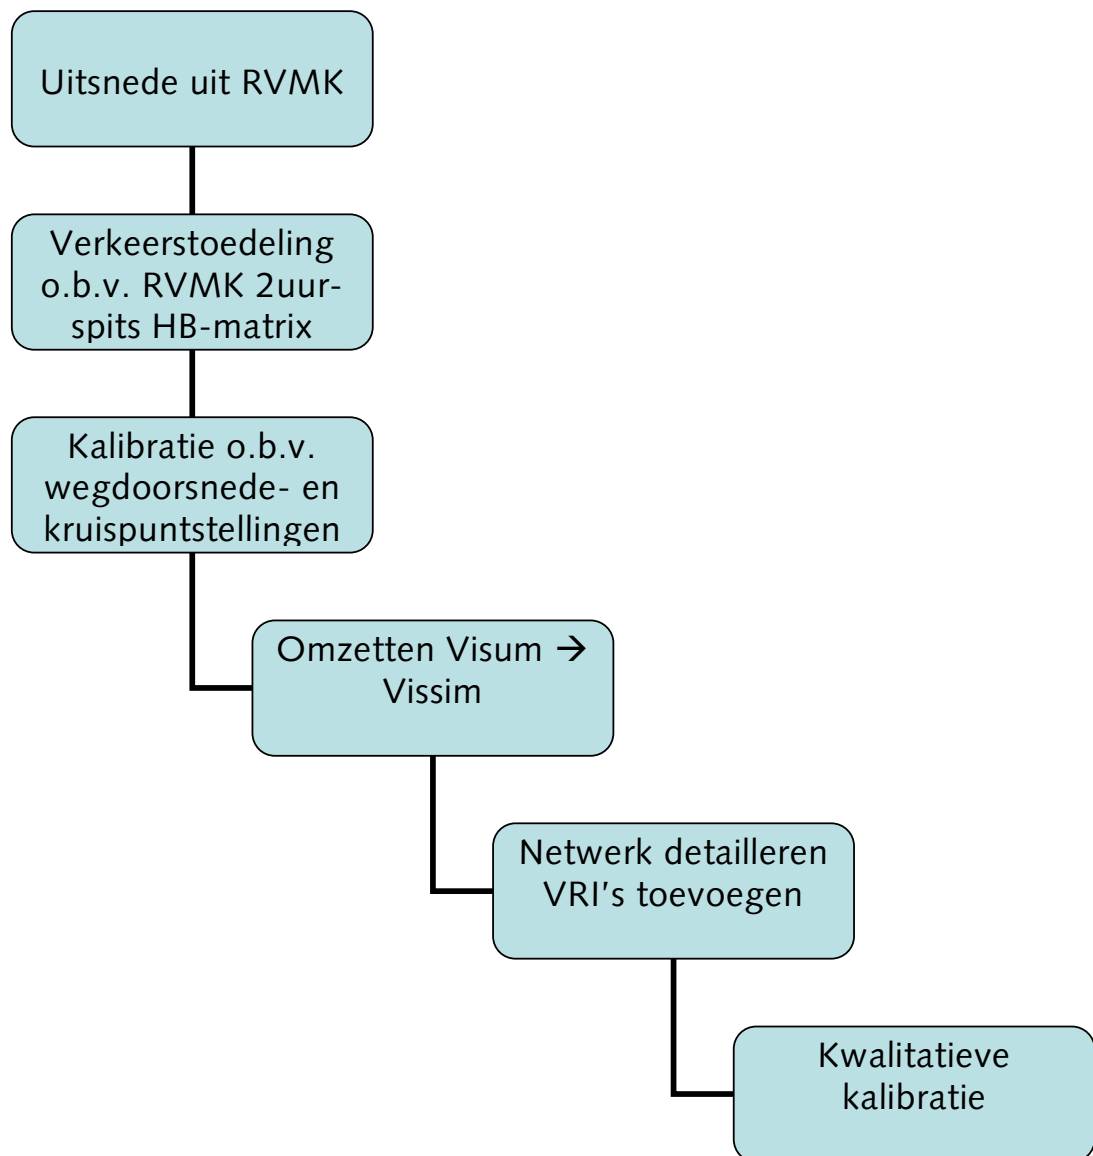 Uitsnede uit RVMK
Verkeerstoedeling
o.b.v. RVMK 2uur-
spits HB-matrix
Kalibratie o.b.v.
wegdoorsnede- en
kruispuntstellingen
Omzetten Visum →
Vissim
Netwerk detailleren
VRI's toevoegen
Kwalitatieve
kalibratie